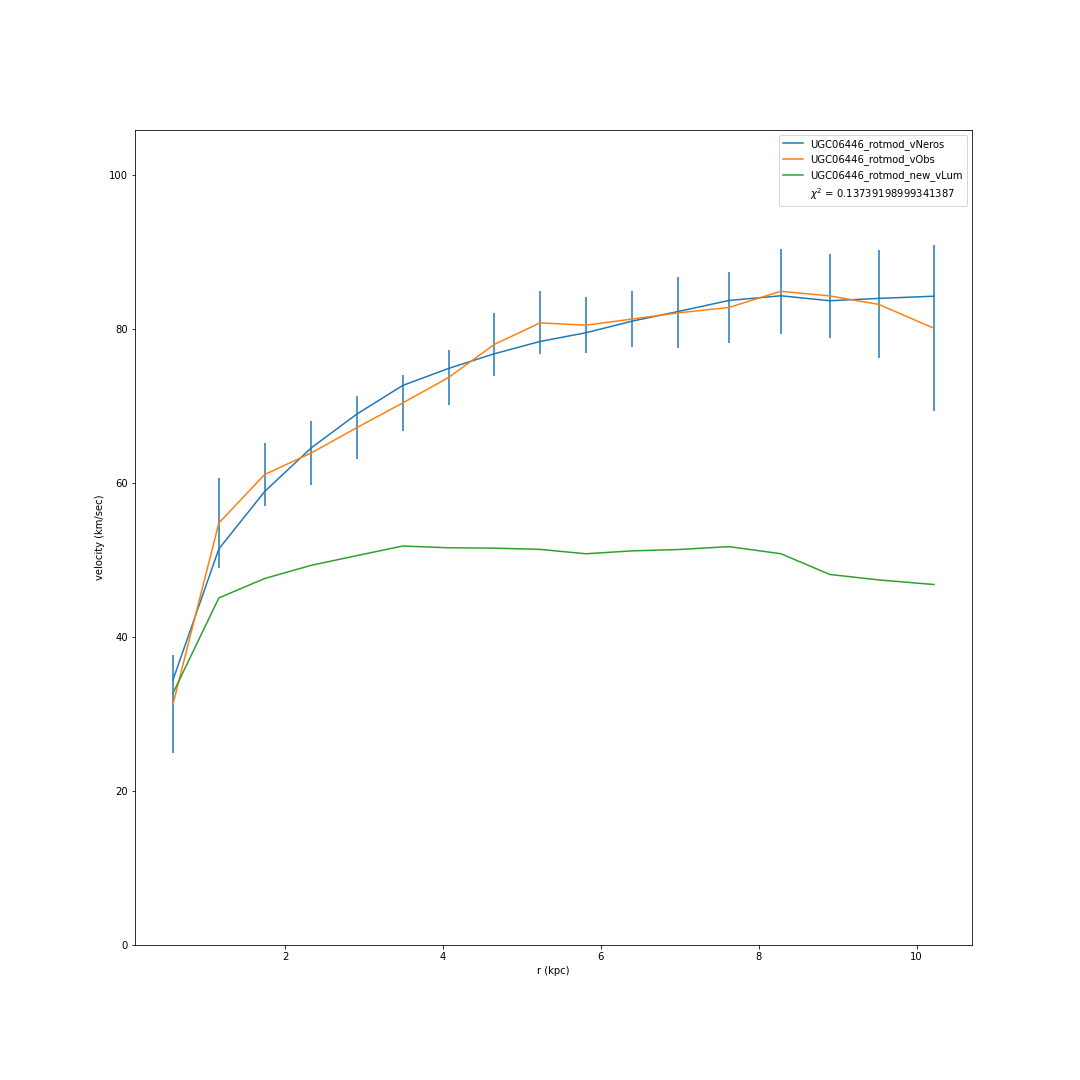 UGC06446_rotmod_vNeros
UGC06446_rotmod_vObs
UGC06446_rotmod_new_vLum
χ² = 0.13739198999341387
100
80
60
40
20
0
velocity (km/sec)
2 4 6 8 10
r (kpc)